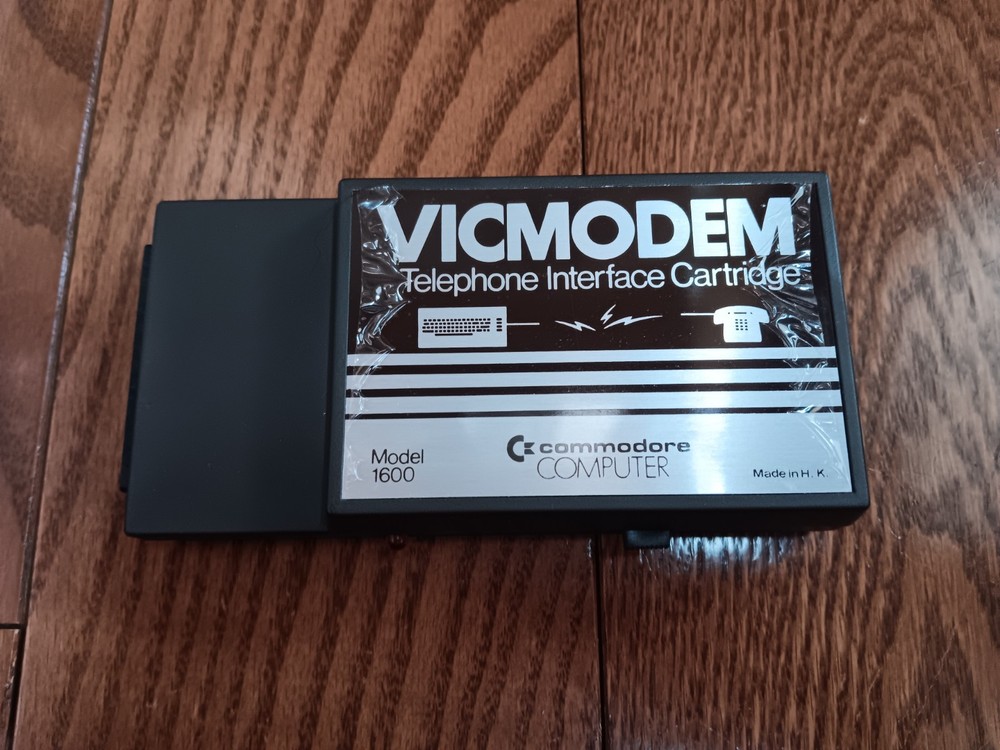 VICMODEM
Telephone Interface Cartridge
Model
1600
commodore
COMPUTER
Made in H. K.